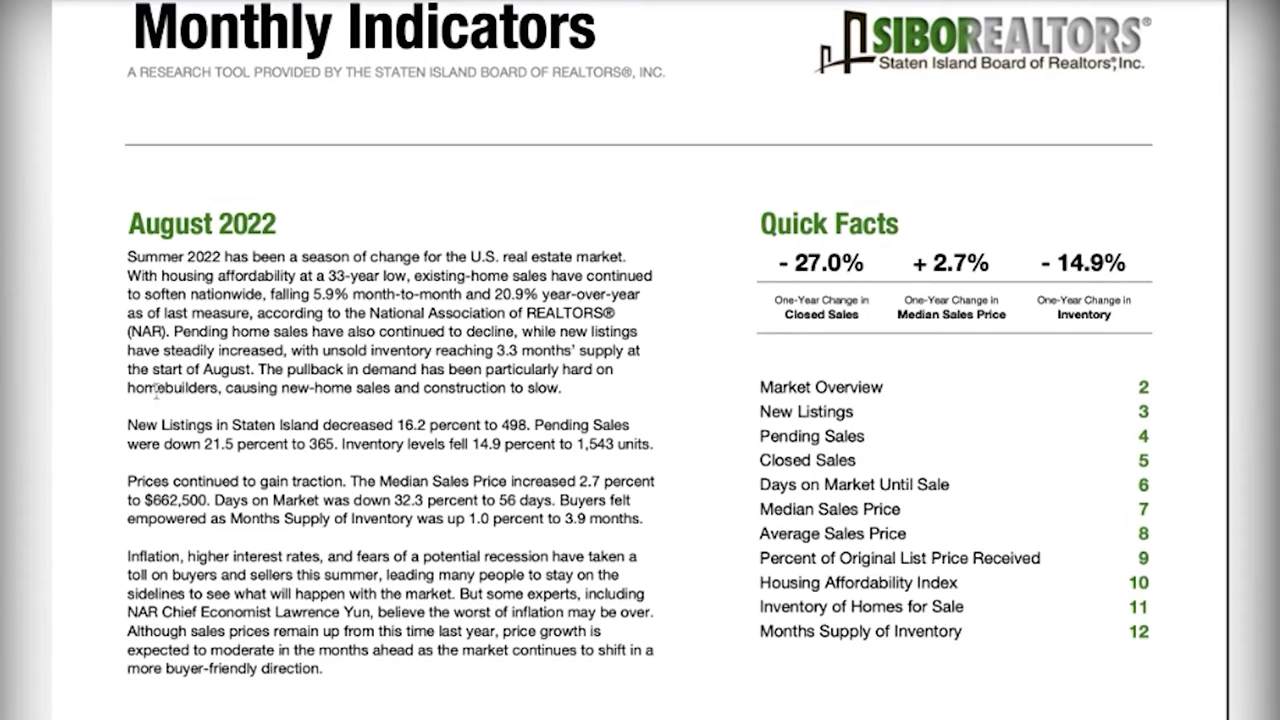 Monthly Indicators
A RESEARCH TOOL PROVIDED BY THE STATEN ISLAND BOARD OF REALTORS®, INC.
SIBOREALTORS®
Staten Island Board of Realtors®, Inc.
August 2022
Summer 2022 has been a season of change for the U.S. real estate market.
With housing affordability at a 33-year low, existing-home sales have continued
to soften nationwide, falling 5.9% month-to-month and 20.9% year-over-year
as of last measure, according to the National Association of REALTORS®
(NAR). Pending home sales have also continued to decline, while new listings
have steadily increased, with unsold inventory reaching 3.3 months' supply at
the start of August. The pullback in demand has been particularly hard on
homebuilders, causing new-home sales and construction to slow.
New Listings in Staten Island decreased 16.2 percent to 498. Pending Sales
were down 21.5 percent to 365. Inventory levels fell 14.9 percent to 1,543 units.
Prices continued to gain traction. The Median Sales Price increased 2.7 percent
to $662,500. Days on Market was down 32.3 percent to 56 days. Buyers felt
empowered as Months Supply of Inventory was up 1.0 percent to 3.9 months.
Inflation, higher interest rates, and fears of a potential recession have taken a
toll on buyers and sellers this summer, leading many people to stay on the
sidelines to see what will happen with the market. But some experts, including
NAR Chief Economist Lawrence Yun, believe the worst of inflation may be over.
Although sales prices remain up from this time last year, price growth is
expected to moderate in the months ahead as the market continues to shift in a
more buyer-friendly direction.
Quick Facts
- 27.0% + 2.7% - 14.9%
One-Year Change in One-Year Change in One-Year Change in
Closed Sales Median Sales Price Inventory
Market Overview 2
New Listings 3
Pending Sales 4
Closed Sales 5
Days on Market Until Sale 6
Median Sales Price 7
Average Sales Price 8
Percent of Original List Price Received 9
Housing Affordability Index 10
Inventory of Homes for Sale 11
Months Supply of Inventory 12